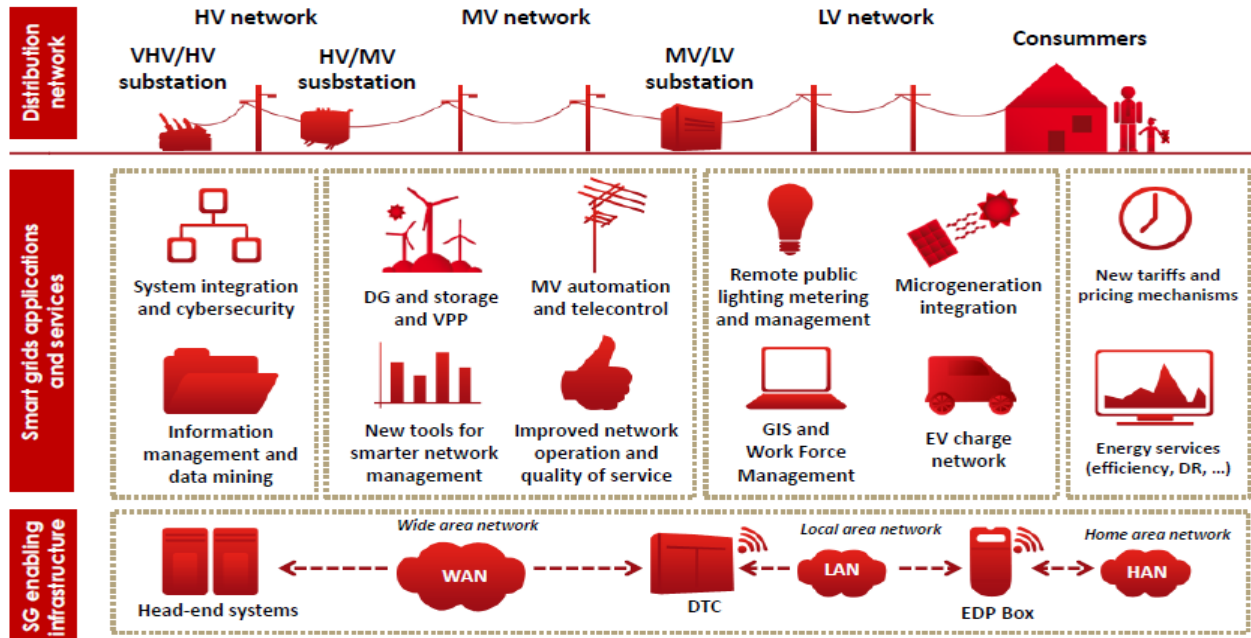 Distribution
network
HV network
MV network
LV network
VHV/HV
substation
HV/MV
susbstation
MV/LV
substation
Consummers
Smart grids applications
and services
System integration
and cybersecurity
DG and storage
and VPP
MV automation
and telecontrol
Remote public
lighting metering
and management
Microgeneration
integration
New tariffs and
pricing mechanisms
Information
management and
data mining
New tools for
smarter network
management
Improved network
operation and
quality of service
GIS and
Work Force
Management
EV charge
network
Energy services
(efficiency, DR, ...)
SG enabling
infrastructure
Wide area network
Local area network
Home area network
WAN
LAN
HAN
Head-end systems
DTC
EDP Box